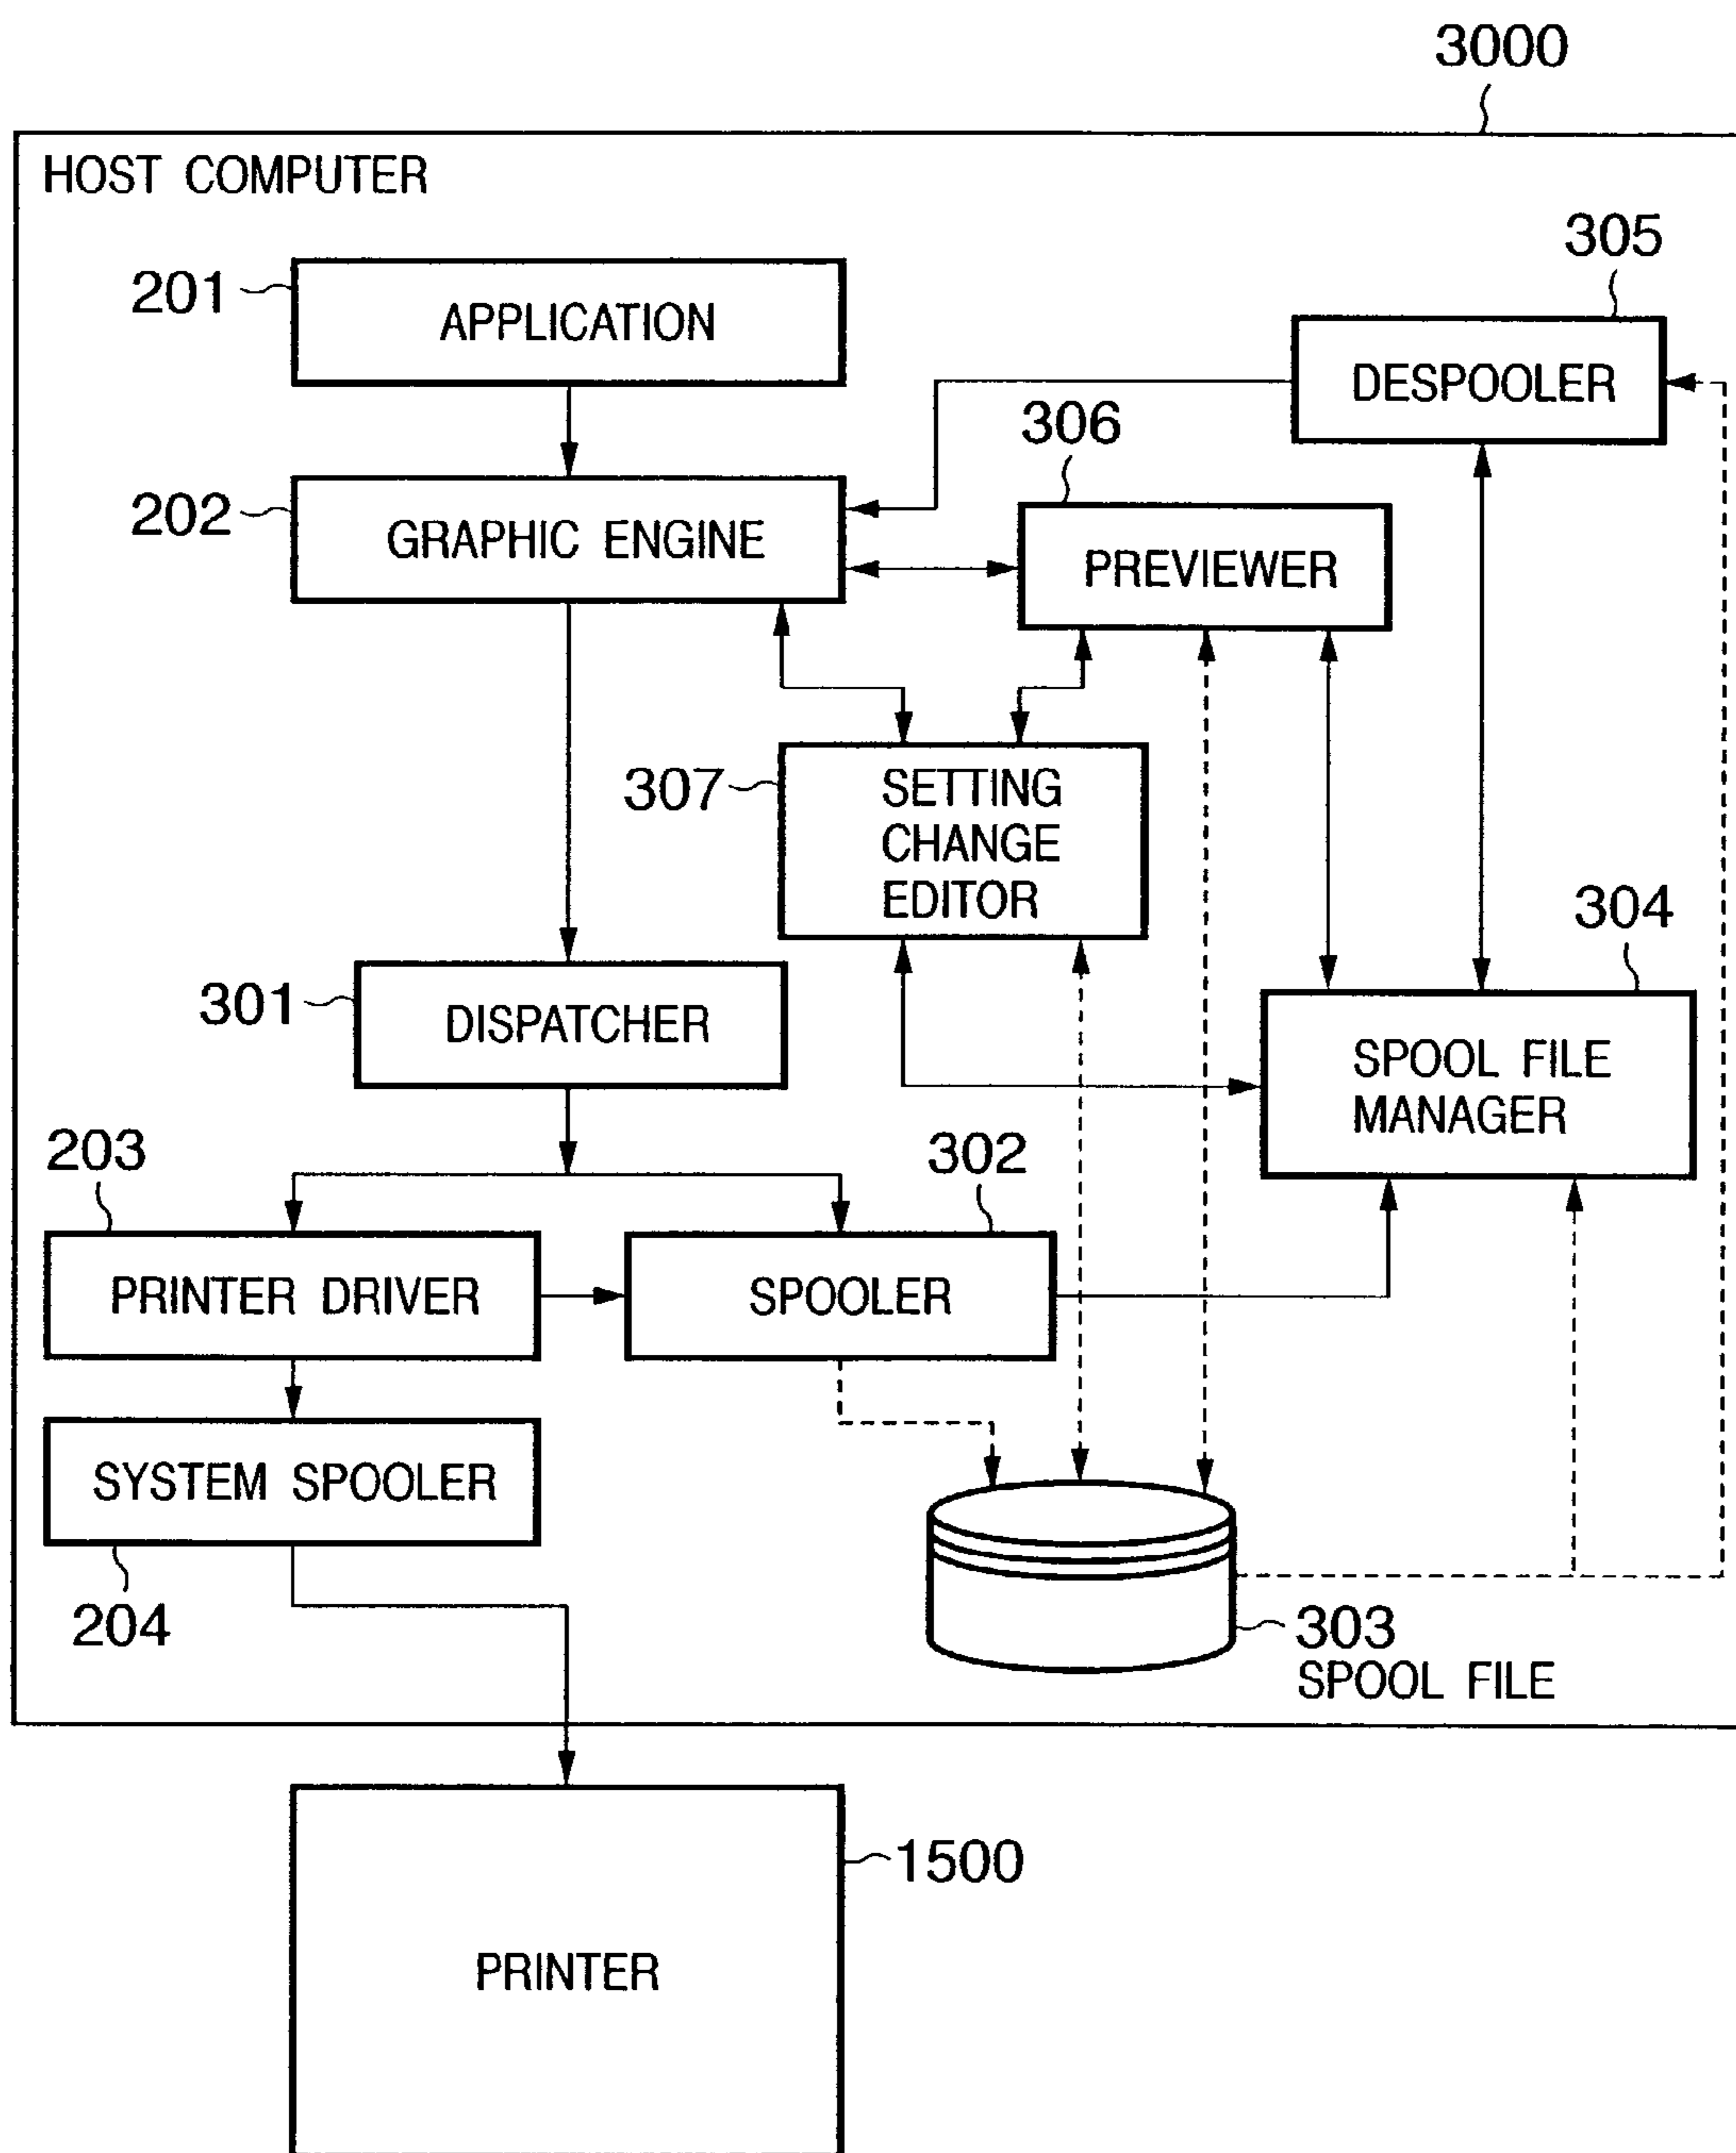 3000
HOST COMPUTER
305
201
APPLICATION
DESPOOLER
306
202
GRAPHIC ENGINE
PREVIEWER
307
SETTING
CHANGE
EDITOR
304
301
DISPATCHER
SPOOL FILE
MANAGER
203
302
PRINTER DRIVER
SPOOLER
SYSTEM SPOOLER
204
303
SPOOL FILE
1500
PRINTER